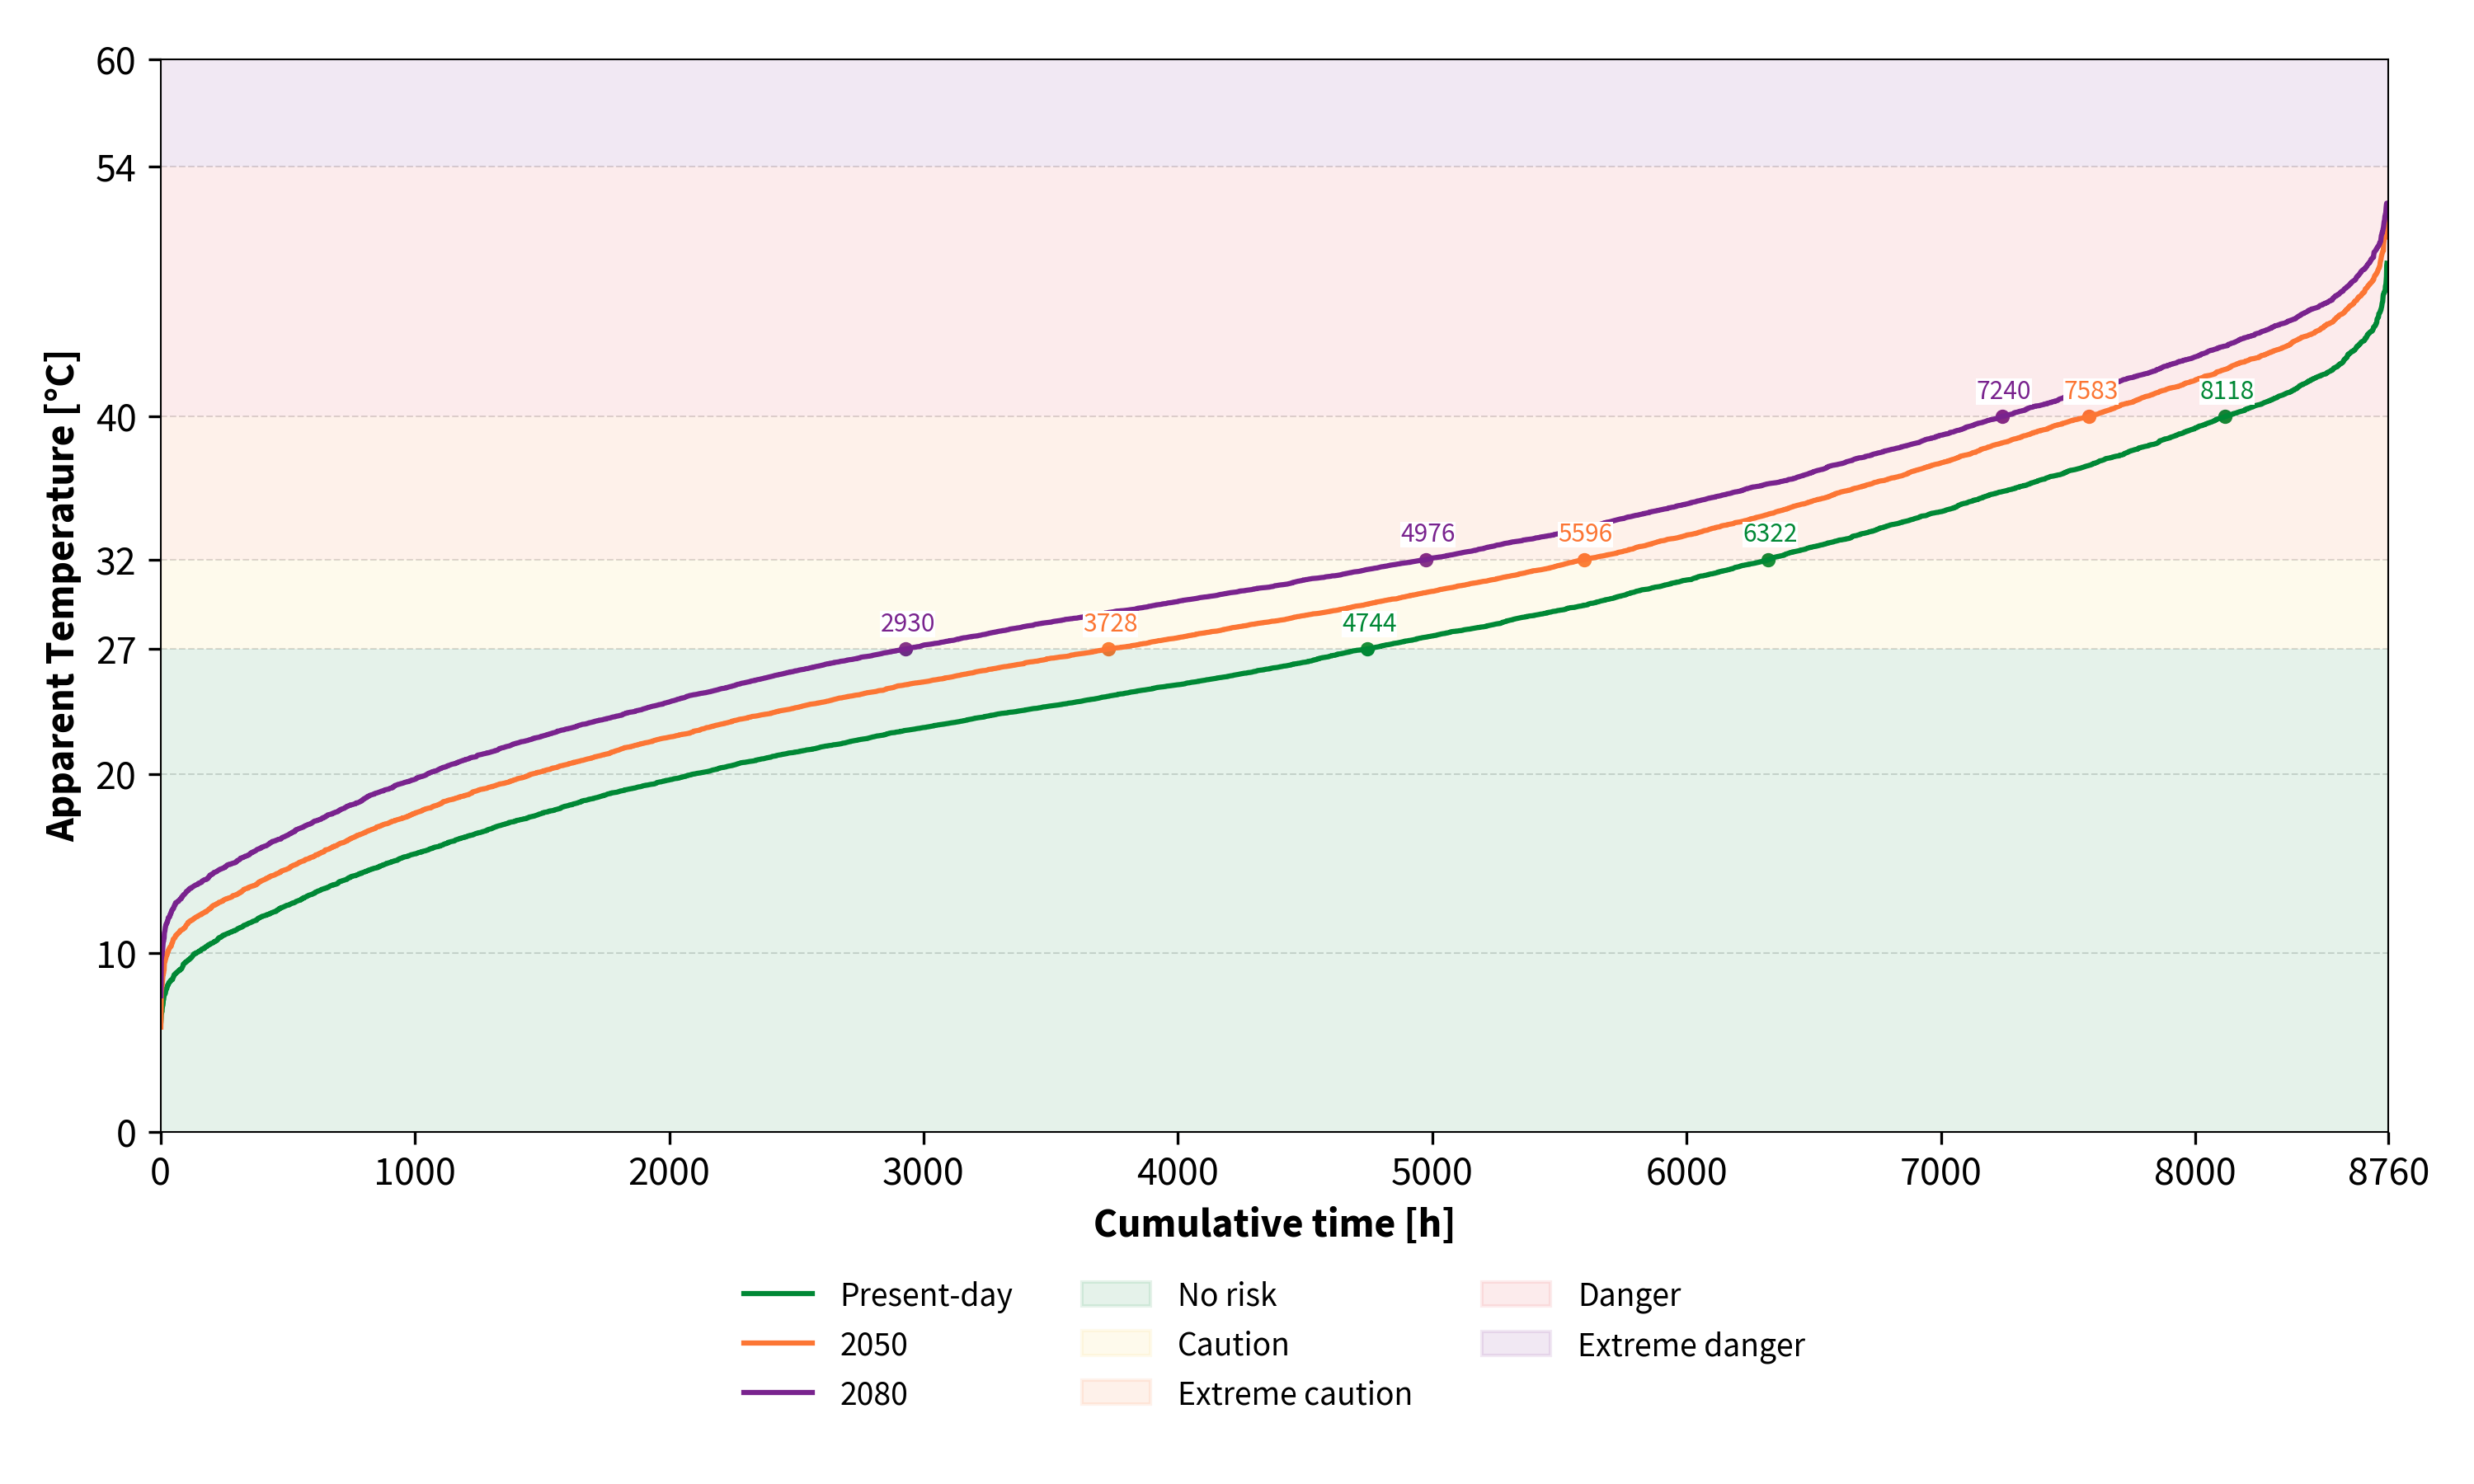 60
54
40
32
27
20
10
0
Apparent Temperature [°C]
7240 7583 8118
4976 5596 6322
2930 3728 4744
0 1000 2000 3000 4000 5000 6000 7000 8000 8760
Cumulative time [h]
Present-day
2050
2080
No risk
Caution
Extreme caution
Danger
Extreme danger